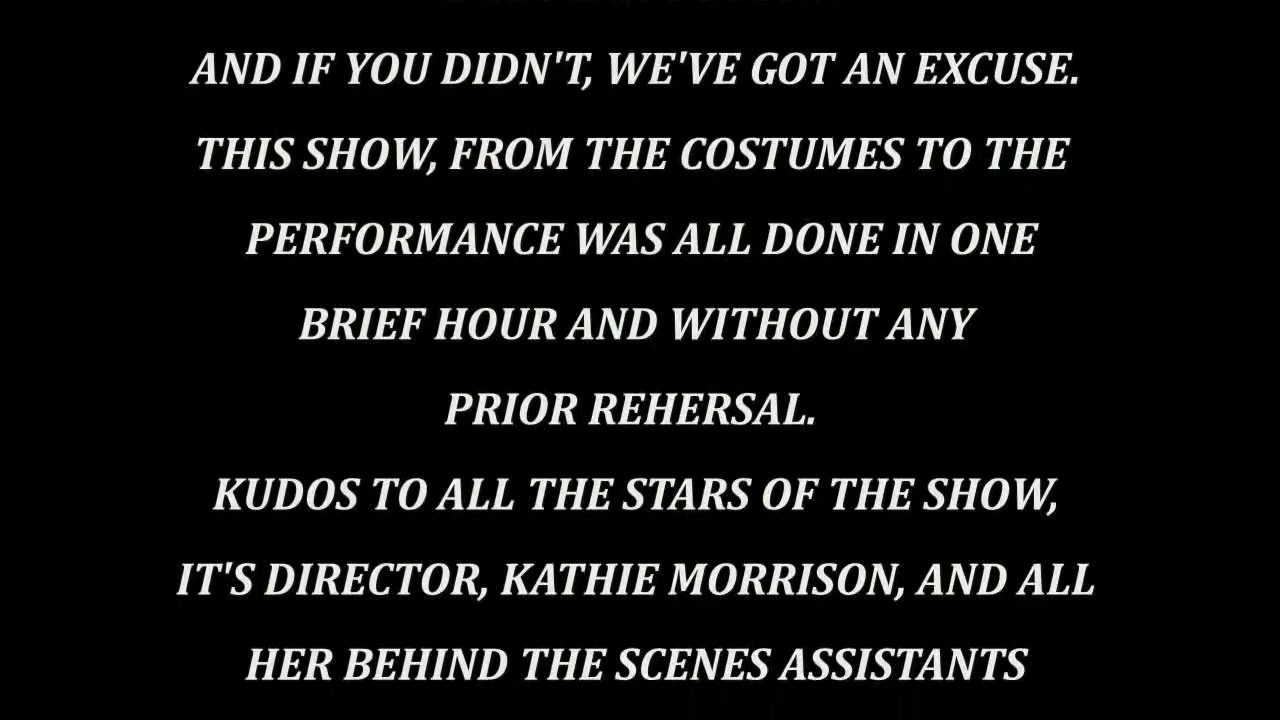 AND IF YOU DIDN'T, WE'VE GOT AN EXCUSE.
THIS SHOW, FROM THE COSTUMES TO THE
PERFORMANCE WAS ALL DONE IN ONE
BRIEF HOUR AND WITHOUT ANY
PRIOR REHERSAL.
KUDOS TO ALL THE STARS OF THE SHOW,
IT'S DIRECTOR, KATHIE MORRISON, AND ALL
HER BEHIND THE SCENES ASSISTANTS